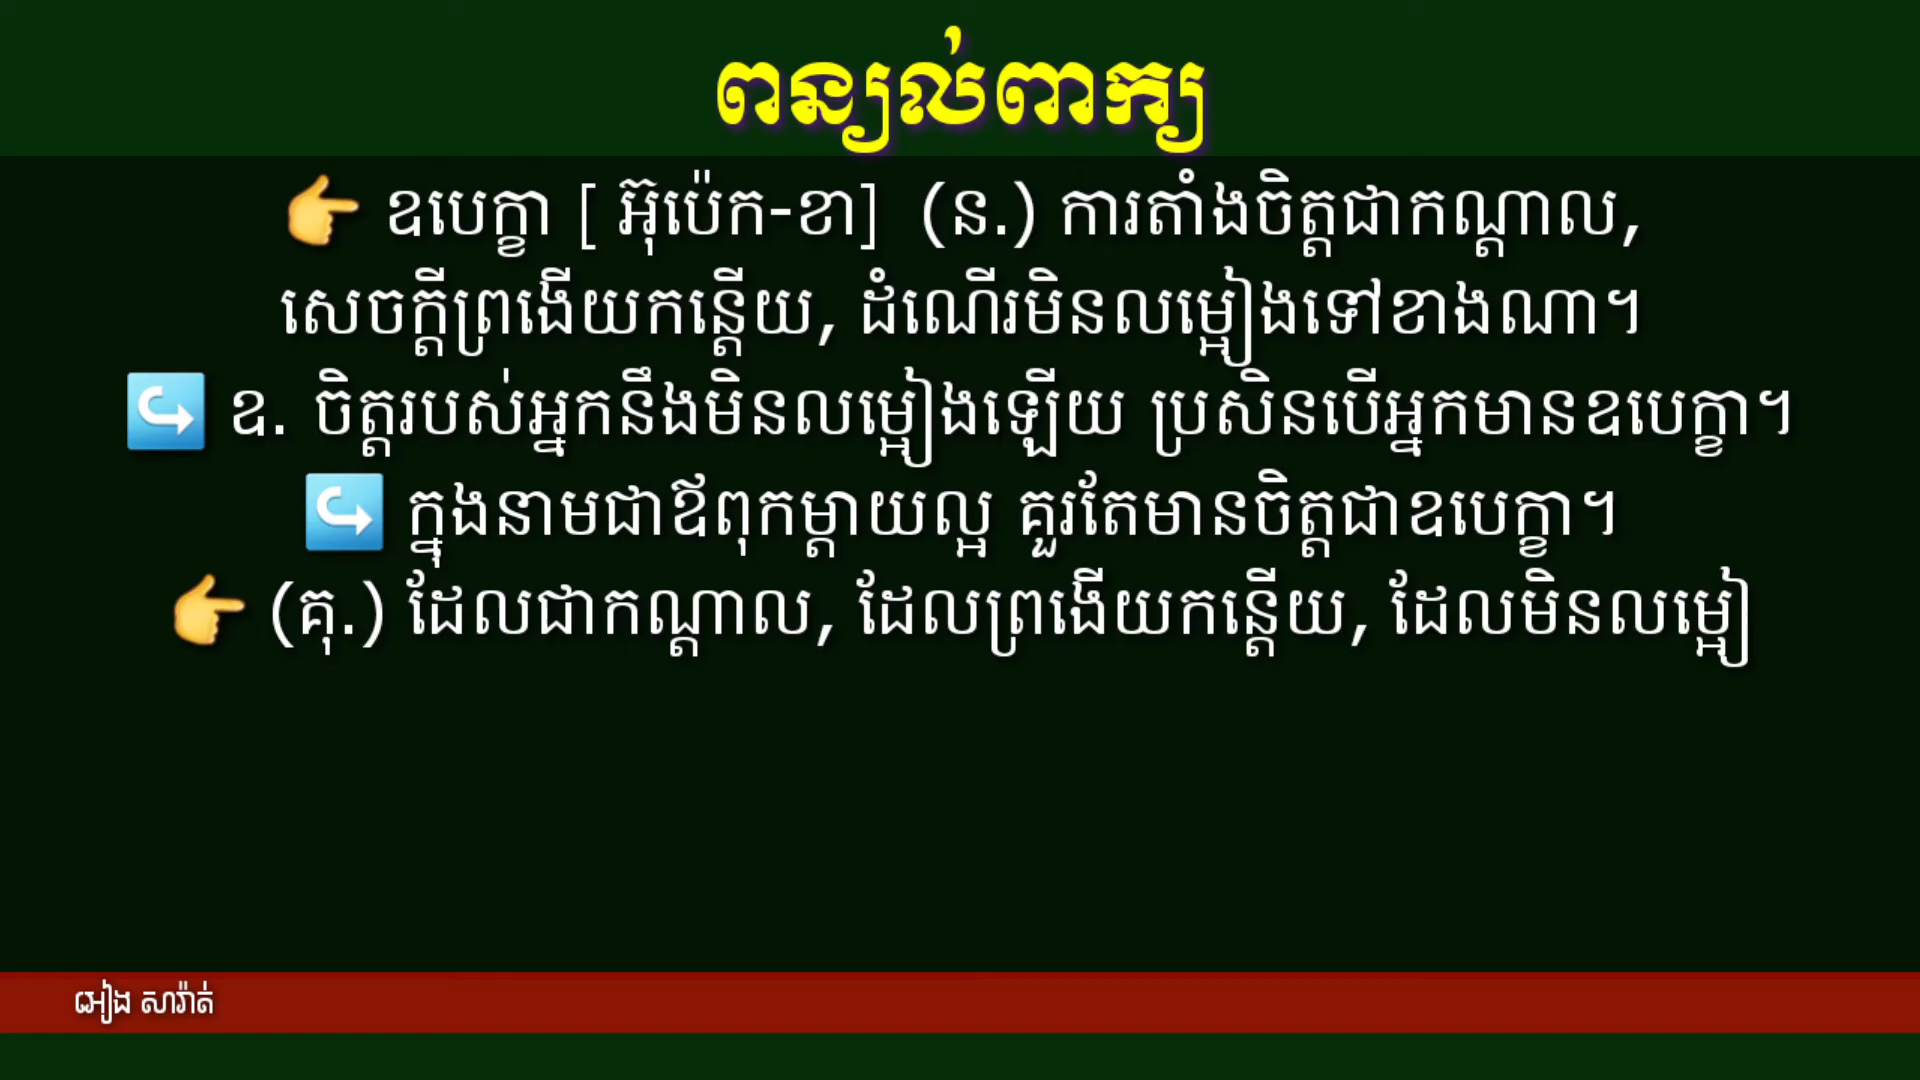 ពន្យល់ពាក្យ
👉 ឧបេក្ខា [ អ៊ុប៉េក-ខា] (ន.) ការតាំងចិត្តជាកណ្ដាល,
សេចក្ដីព្រងើយកន្តើយ, ដំណើរមិនលម្អៀងទៅខាងណា។
↪ ឧ. ចិត្តរបស់អ្នកនឹងមិនលម្អៀងឡើយ ប្រសិនបើអ្នកមានឧបេក្ខា។
↪ ក្នុងនាមជាឪពុកម្ដាយល្អ គួរតែមានចិត្តជាឧបេក្ខា។
👉 (គុ.) ដែលជាកណ្ដាល, ដែលព្រងើយកន្តើយ, ដែលមិនលម្អៀ
អៀង សារ៉ាត់